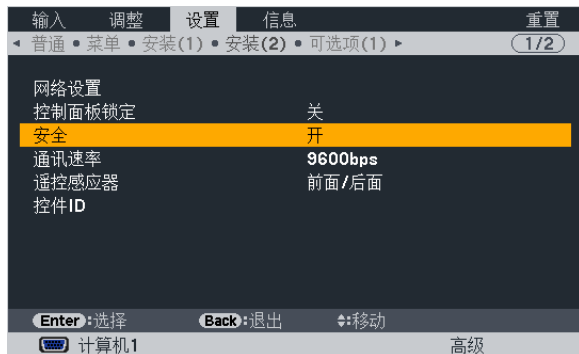 输入 调整 设置 信息 重置
◂ 普通 • 菜单 • 安装(1) • 安装(2) • 可选项(1) ▸ 1/2
网络设置
控制面板锁定 关
安全 开
通讯速率 9600bps
遥控感应器 前面/后面
控件ID
Enter:选择 Back:退出 :移动
计算机1 高级